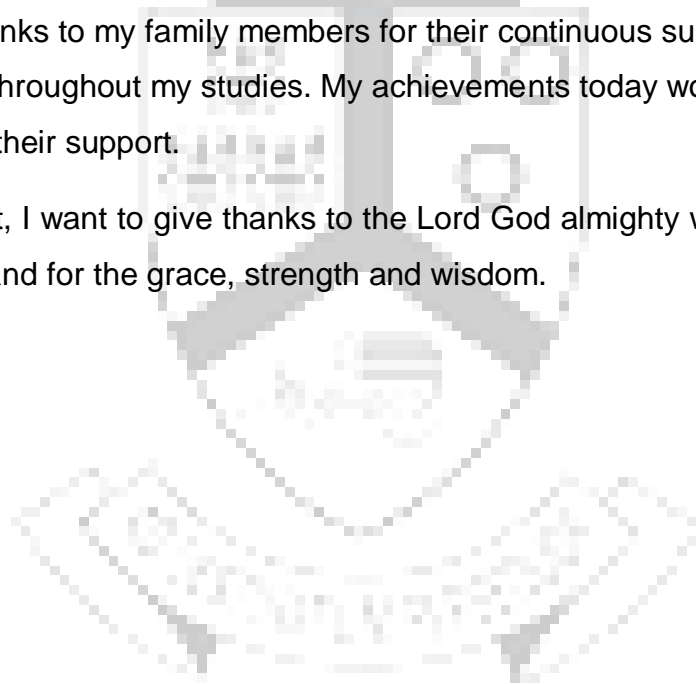 nks to my family members for their continuous su
hroughout my studies. My achievements today wo
their support.
t, I want to give thanks to the Lord God almighty w
and for the grace, strength and wisdom.